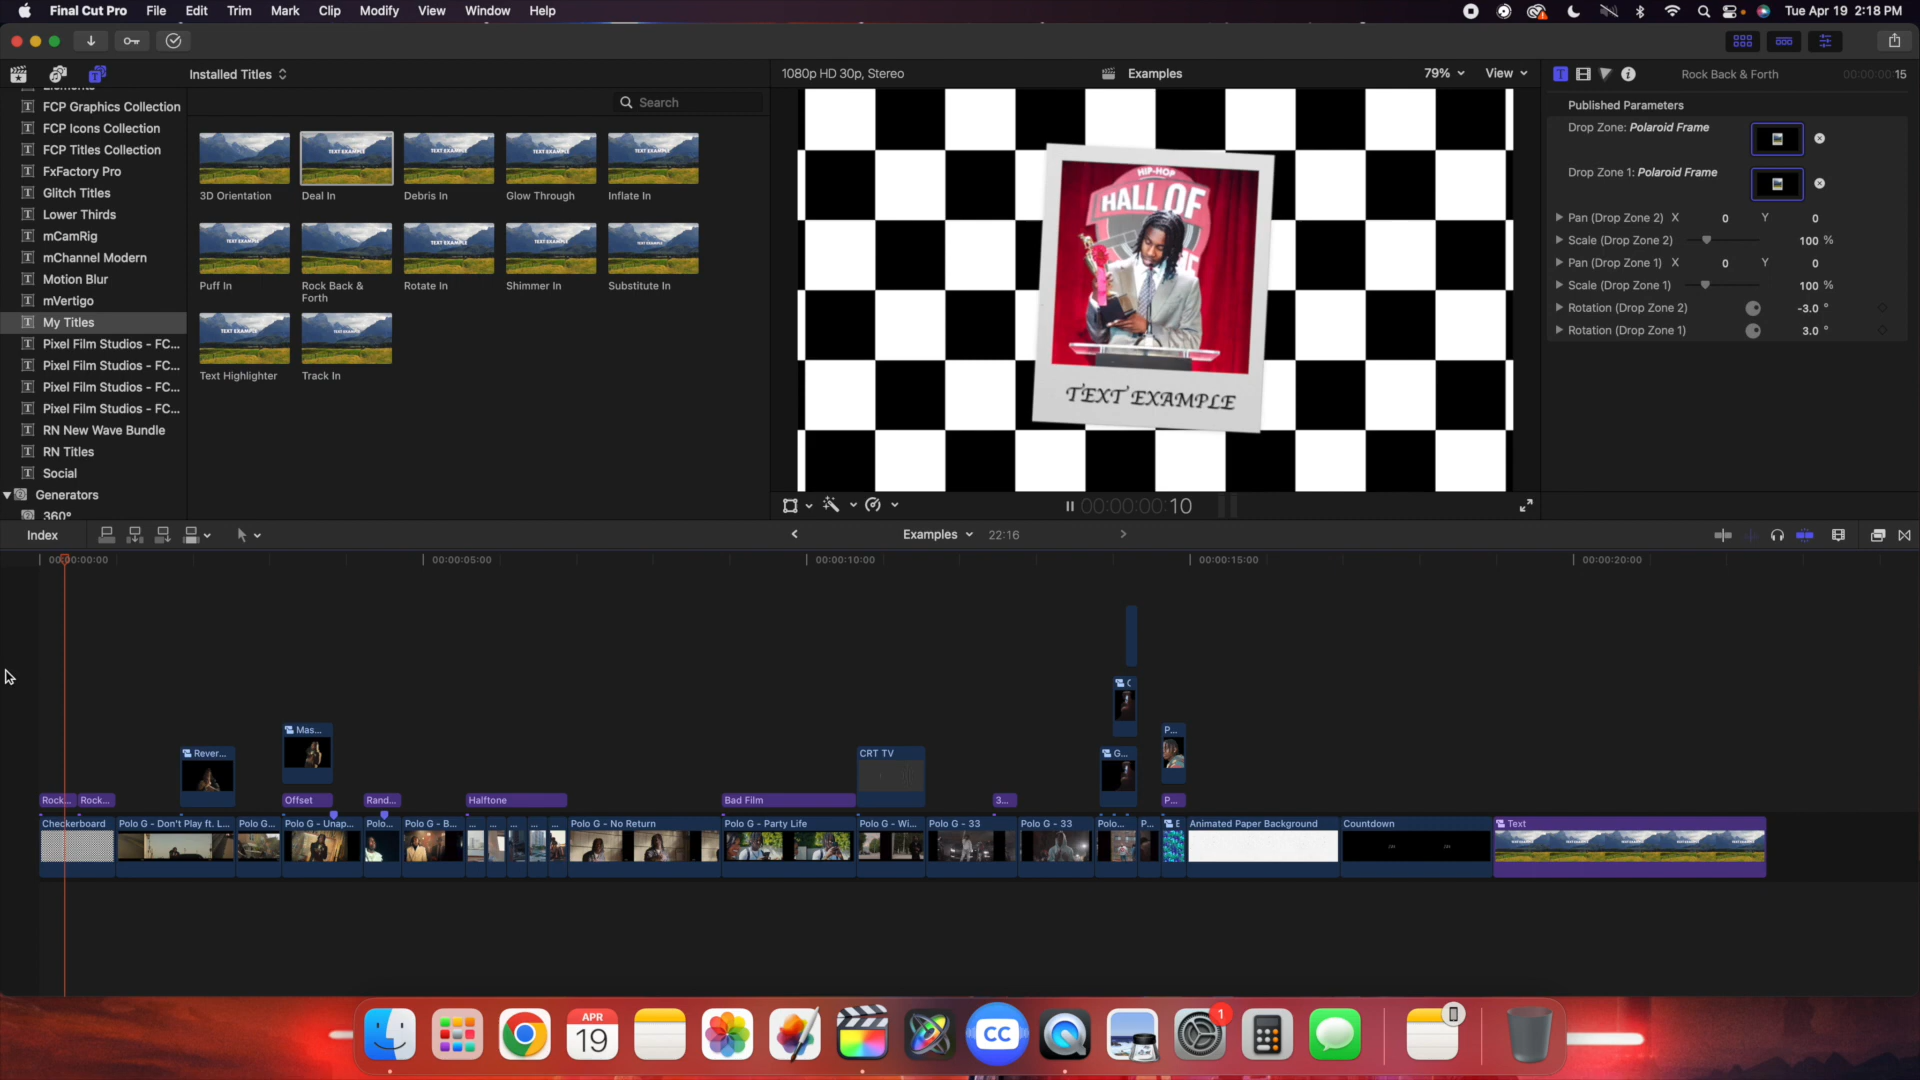 Final Cut Pro File Edit Trim Mark Clip Modify View Window Help Tue Apr 19 2:18 PM
Installed Titles
1080p HD 30p, Stereo Examples 79% View
Rock Back & Forth 00:00:00:15
Elements
FCP Graphics Collection
FCP Icons Collection
FCP Titles Collection
FxFactory Pro
Glitch Titles
Lower Thirds
mCamRig
mChannel Modern
Motion Blur
mVertigo
My Titles
Pixel Film Studios - FC...
Pixel Film Studios - FC...
Pixel Film Studios - FC...
Pixel Film Studios - FC...
RN New Wave Bundle
RN Titles
Social
Generators
360°
Search
3D Orientation Deal In Debris In Glow Through Inflate In
Puff In Rock Back & Forth Rotate In Shimmer In Substitute In
Text Highlighter Track In
HIP-HOP
HALL OF
TEXT EXAMPLE
00:00:00:10
Published Parameters
Drop Zone: Polaroid Frame
Drop Zone 1: Polaroid Frame
Pan (Drop Zone 2) X 0 Y 0
Scale (Drop Zone 2) 100 %
Pan (Drop Zone 1) X 0 Y 0
Scale (Drop Zone 1) 100 %
Rotation (Drop Zone 2) -3.0 °
Rotation (Drop Zone 1) 3.0 °
Index Examples 22:16
00:00:00:00 00:00:05:00 00:00:10:00 00:00:15:00 00:00:20:00
C
Mas... P...
Rever... CRT TV G...
Rock... Rock... Offset Rand... Halftone Bad Film 3... P...
Checkerboard Polo G - Don't Play ft. L... Polo G... Polo G - Unap... Polo... Polo G - B... ... ... ... ... ... Polo G - No Return Polo G - Party Life Polo G - Wi... Polo G - 33 Polo G - 33 Polo... P... E Animated Paper Background Countdown Text
APR
19
CC
1